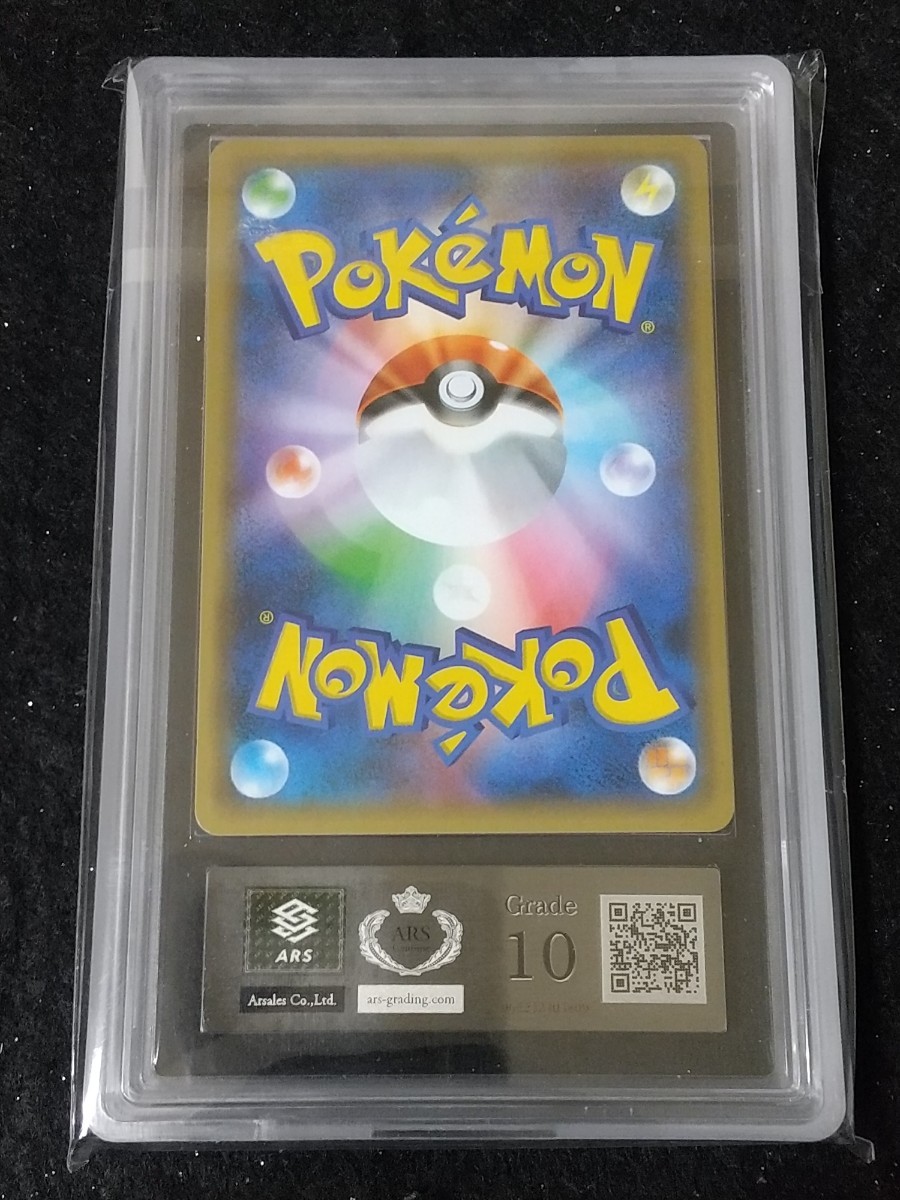 POKéMON
®
®
POKéMON
ARS
ARS
Arsales Co.,Ltd.
ars-grading.com
Grade
10